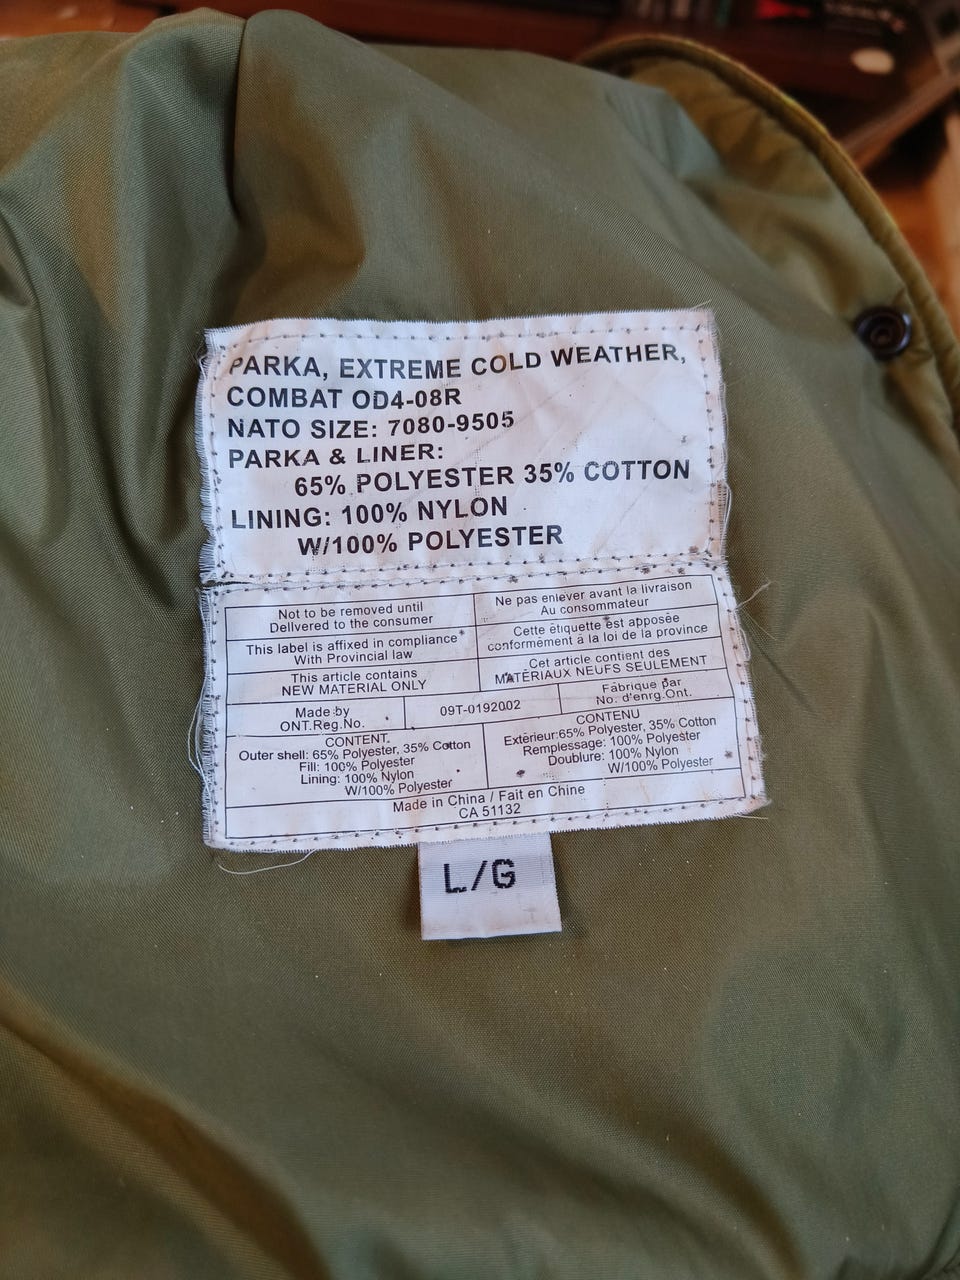 PARKA, EXTREME COLD WEATHER,
COMBAT OD4-08R
NATO SIZE: 7080-9505
PARKA & LINER:
65% POLYESTER 35% COTTON
LINING: 100% NYLON
W/100% POLYESTER
Not to be removed until
Delivered to the consumer
Ne pas enlever avant la livraison
Au consommateur
This label is affixed in compliance
With Provincial law
Cette étiquette est apposée
conformément à la loi de la province
This article contains
NEW MATERIAL ONLY
Cet article contient des
MATÉRIAUX NEUFS SEULEMENT
Made by
ONT.Reg.No.
09T-0192002
Fabrique par
No. d'enrg.Ont.
CONTENT
Outer shell: 65% Polyester, 35% Cotton
Fill: 100% Polyester
Lining: 100% Nylon
W/100% Polyester
CONTENU
Extérieur:65% Polyester, 35% Cotton
Remplessage: 100% Polyester
Doublure: 100% Nylon
W/100% Polyester
Made in China / Fait en Chine
CA 51132
L/G